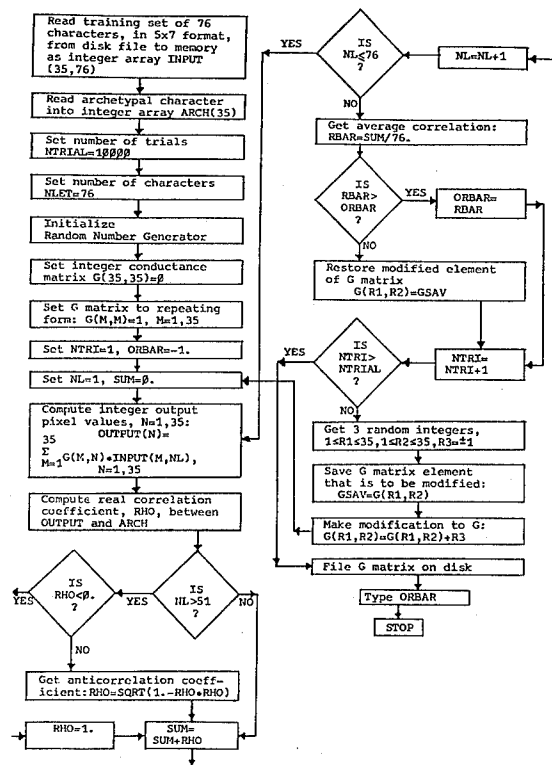 Read training set of 76
characters, in 5x7 format,
from disk file to memory
as integer array INPUT
(35,76)
Read archetypal character
into integer array ARCH(35)
Set number of trials
NTRIAL=10000
Set number of characters
NLET=76
Initialize
Random Number Generator
Set integer conductance
matrix G(35,35)=0
Set G matrix to repeating
form: G(M,M)=1, M=1,35
Set NTRI=1, ORBAR=-1.
Set NL=1, SUM=0.
Compute integer output
pixel values, N=1,35:
OUTPUT(N)=
35
Σ
M=1 G(M,N)*INPUT(M,NL),
N=1,35
Compute real correlation
coefficient, RHO, between
OUTPUT and ARCH
IS
NL>51
?
YES
NO
IS
RHO<0.
?
YES
NO
Get anticorrelation coeff-
icient:RHO=SQRT(1.-RHO*RHO)
RHO=1.
SUM=
SUM+RHO
NL=NL+1
IS
NL≤76
?
YES
NO
Get average correlation:
RBAR=SUM/76.
IS
RBAR>
ORBAR
?
YES
NO
ORBAR=
RBAR
Restore modified element
of G matrix
G(R1,R2)=GSAV
NTRI=
NTRI+1
IS
NTRI>
NTRIAL
?
YES
NO
Get 3 random integers,
1≤R1≤35,1≤R2≤35,R3=±1
Save G matrix element
that is to be modified:
GSAV=G(R1,R2)
Make modification to G:
G(R1,R2)=G(R1,R2)+R3
File G matrix on disk
Type ORBAR
STOP